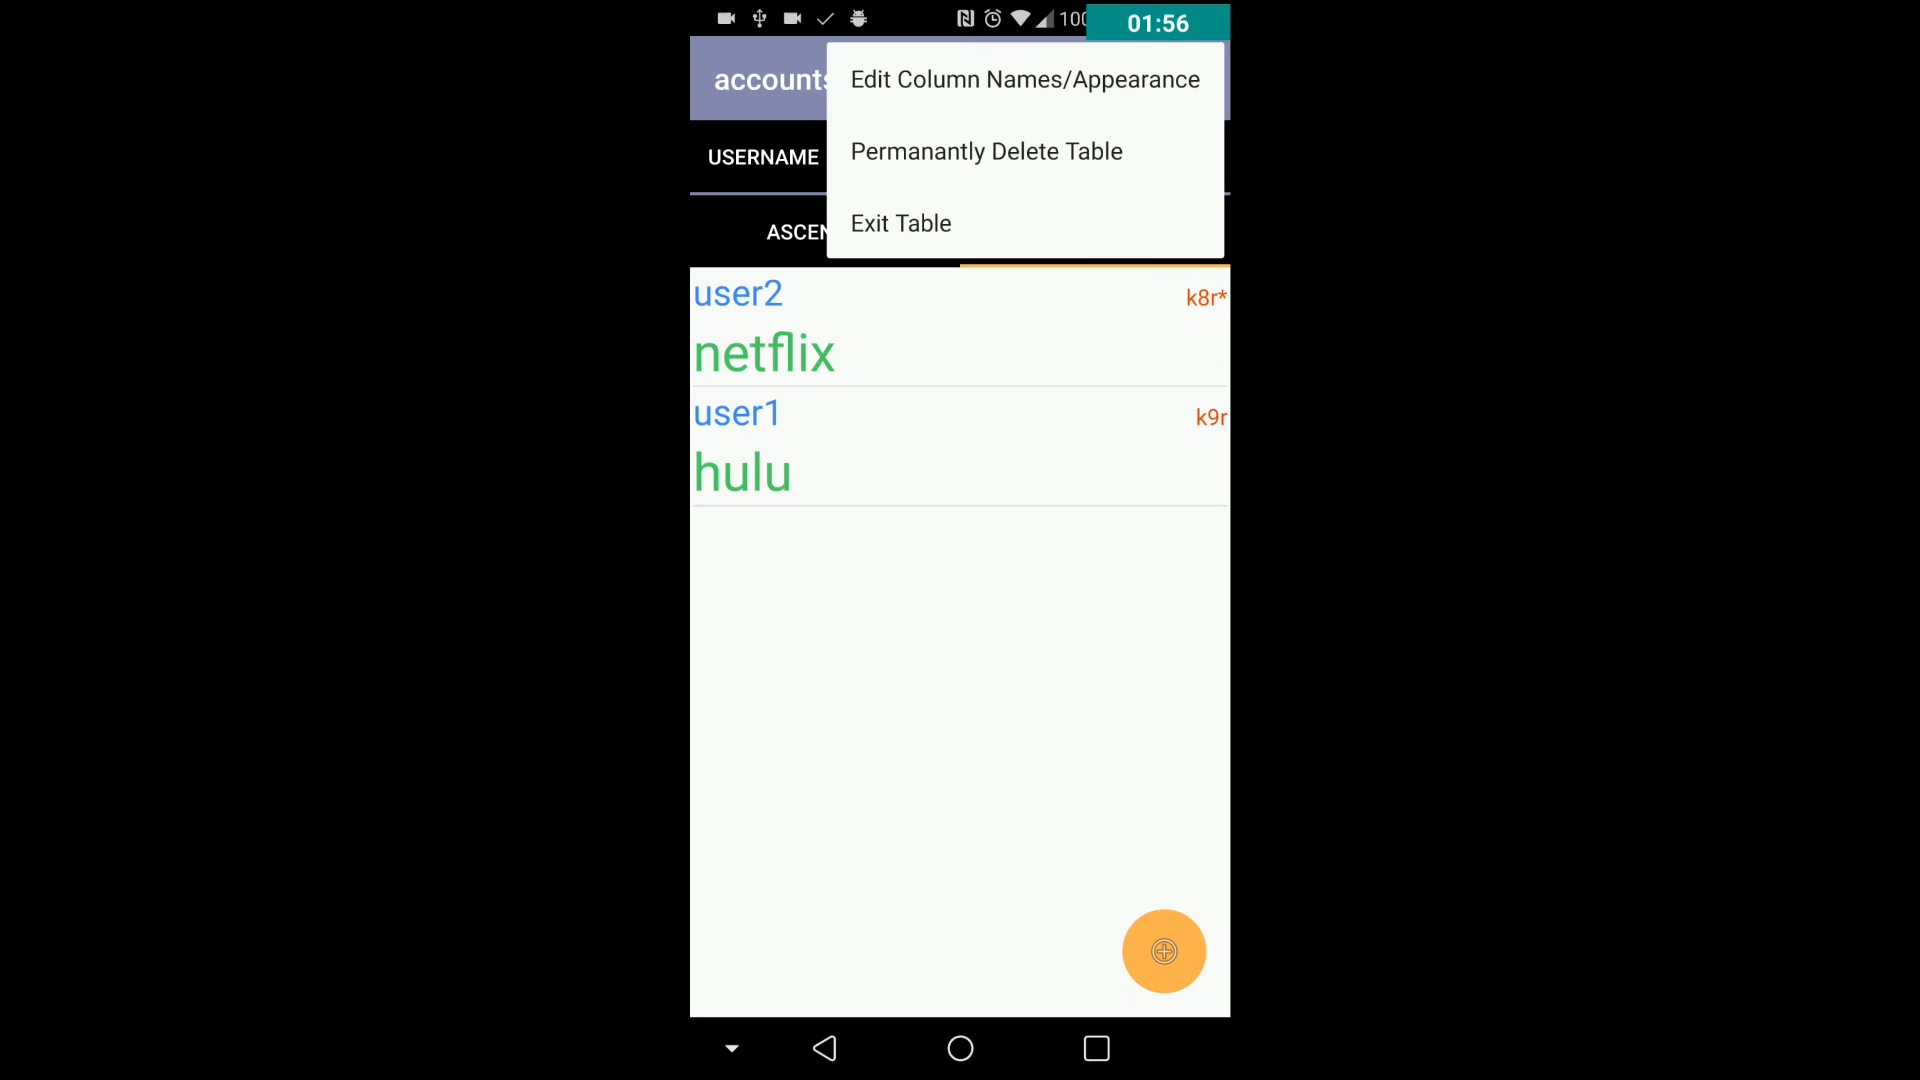 100
01:56
accounts
Edit Column Names/Appearance
Permanantly Delete Table
Exit Table
USERNAME
ASCEN
user2
k8r*
netflix
user1
k9r
hulu